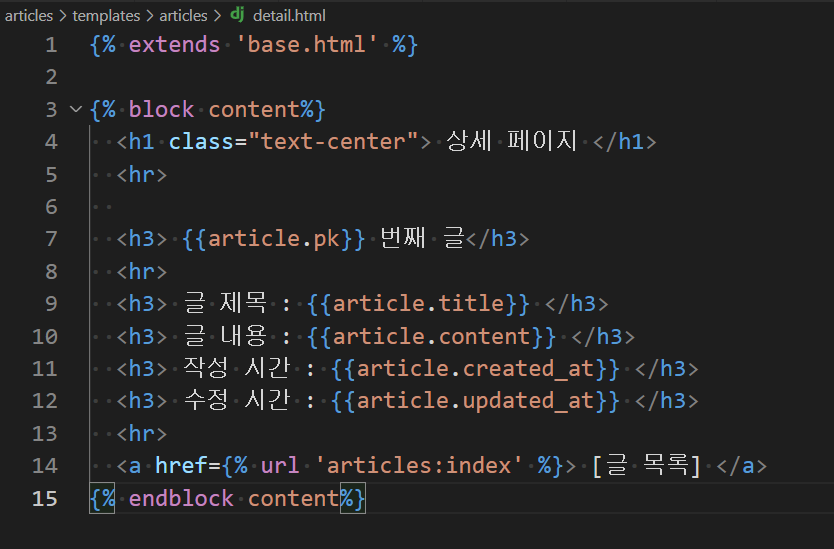 articles > templates > articles > dj detail.html
1 {% extends 'base.html' %}
2
3 {% block content%}
4 <h1 class="text-center"> 상세 페이지 </h1>
5 <hr>
6
7 <h3> {{article.pk}} 번째 글</h3>
8 <hr>
9 <h3> 글 제목 : {{article.title}} </h3>
10 <h3> 글 내용 : {{article.content}} </h3>
11 <h3> 작성 시간 : {{article.created_at}} </h3>
12 <h3> 수정 시간 : {{article.updated_at}} </h3>
13 <hr>
14 <a href={% url 'articles:index' %}> [글 목록] </a>
15 {% endblock content%}